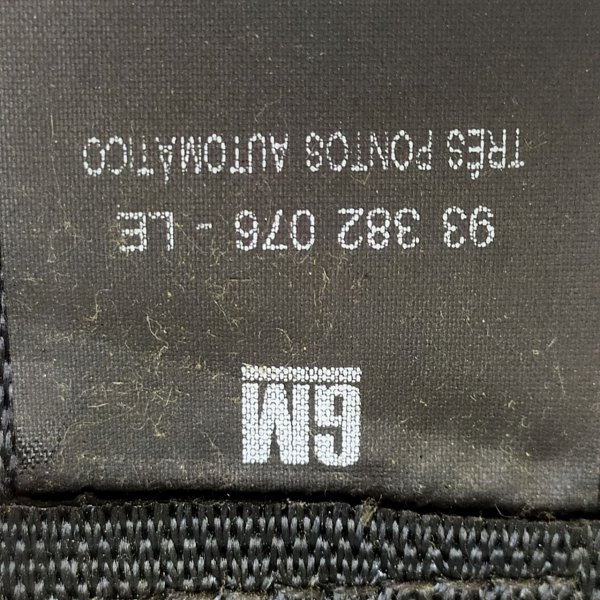 GM
93 382 076 - LE
TRÊS PONTOS AUTOMÁTICO